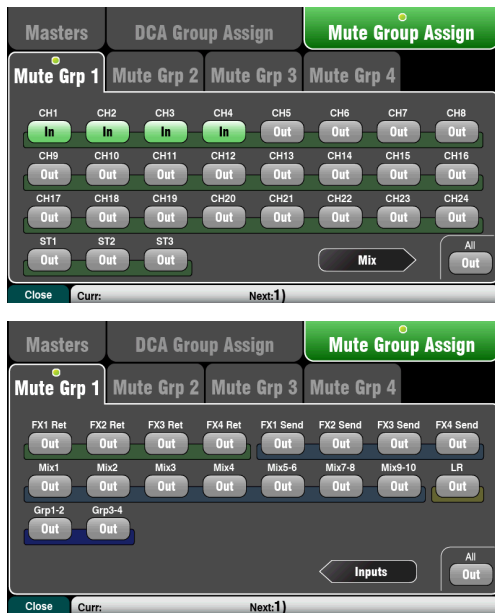 Masters DCA Group Assign Mute Group Assign
Mute Grp 1 Mute Grp 2 Mute Grp 3 Mute Grp 4
CH1 CH2 CH3 CH4 CH5 CH6 CH7 CH8
In In In In Out Out Out Out
CH9 CH10 CH11 CH12 CH13 CH14 CH15 CH16
Out Out Out Out Out Out Out Out
CH17 CH18 CH19 CH20 CH21 CH22 CH23 CH24
Out Out Out Out Out Out Out Out
ST1 ST2 ST3 All
Out Out Out Mix Out
Close Curr: Next:1)
Masters DCA Group Assign Mute Group Assign
Mute Grp 1 Mute Grp 2 Mute Grp 3 Mute Grp 4
FX1 Ret FX2 Ret FX3 Ret FX4 Ret FX1 Send FX2 Send FX3 Send FX4 Send
Out Out Out Out Out Out Out Out
Mix1 Mix2 Mix3 Mix4 Mix5-6 Mix7-8 Mix9-10 LR
Out Out Out Out Out Out Out Out
Grp1-2 Grp3-4
Out Out
All
Inputs Out
Close Curr: Next:1)